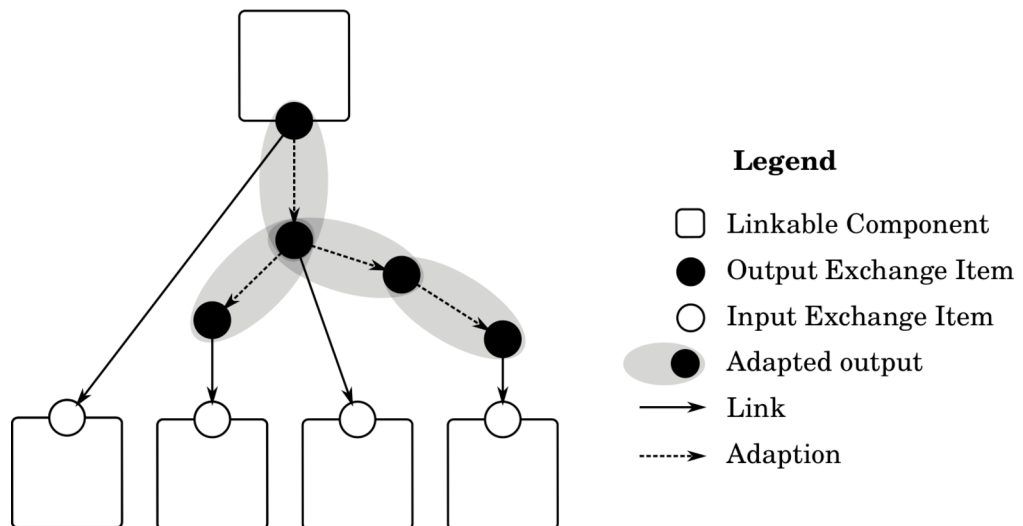 Legend
Linkable Component
Output Exchange Item
Input Exchange Item
Adapted output
Link
Adaption